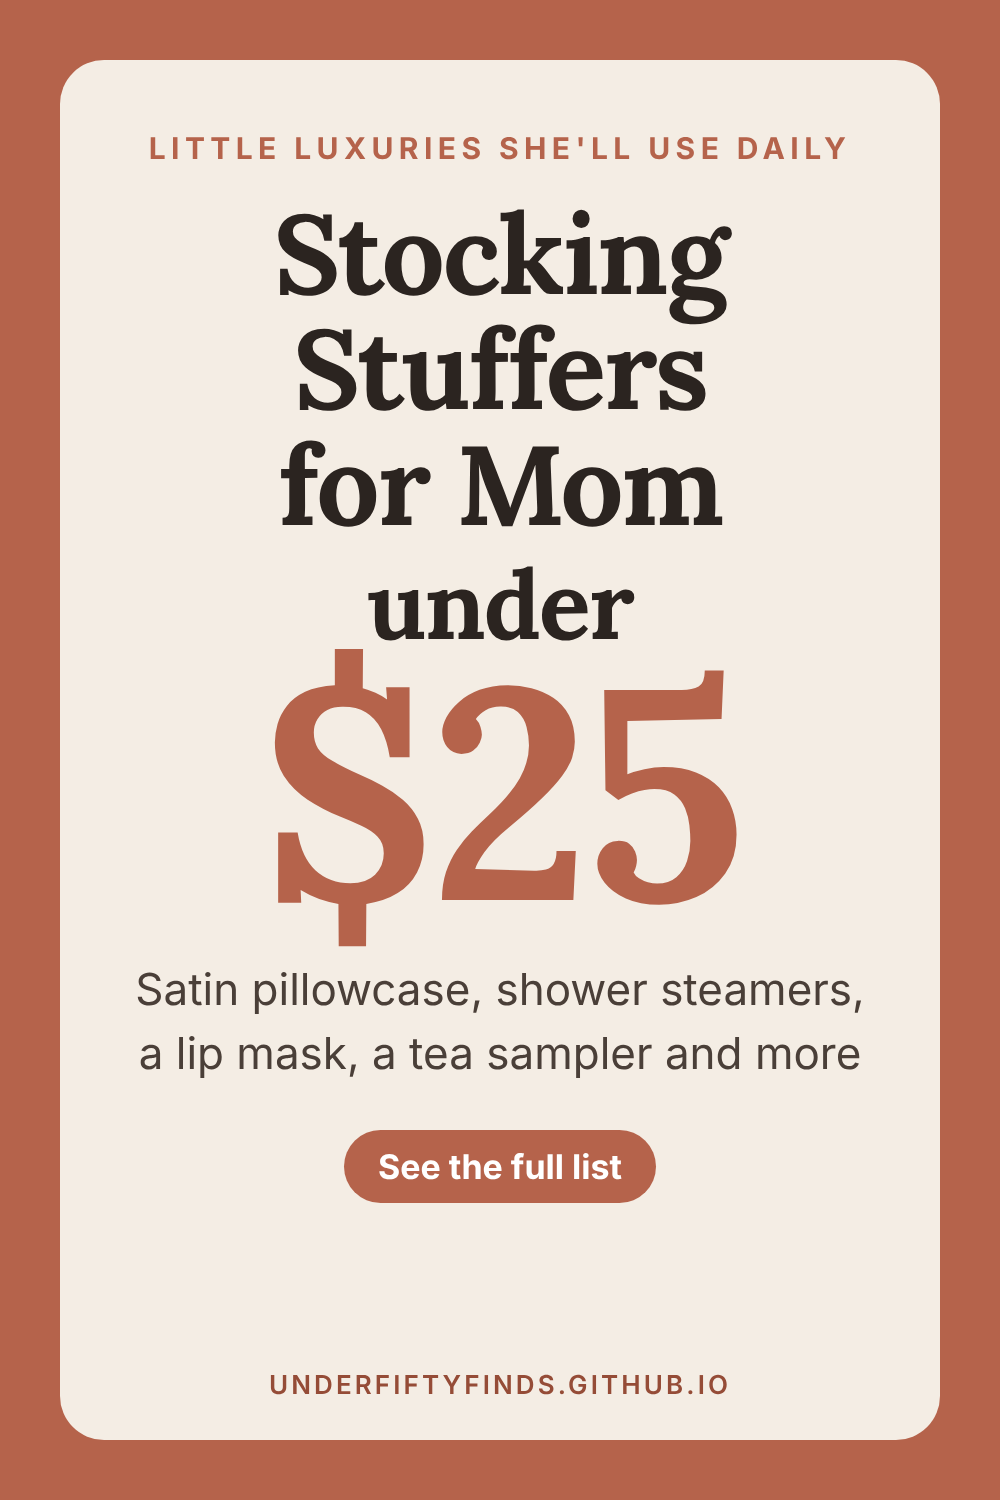 LITTLE LUXURIES SHE'LL USE DAILY
Stocking
Stuffers
for Mom
under
$25
Satin pillowcase, shower steamers,
a lip mask, a tea sampler and more
See the full list
UNDERFIFTYFINDS.GITHUB.IO